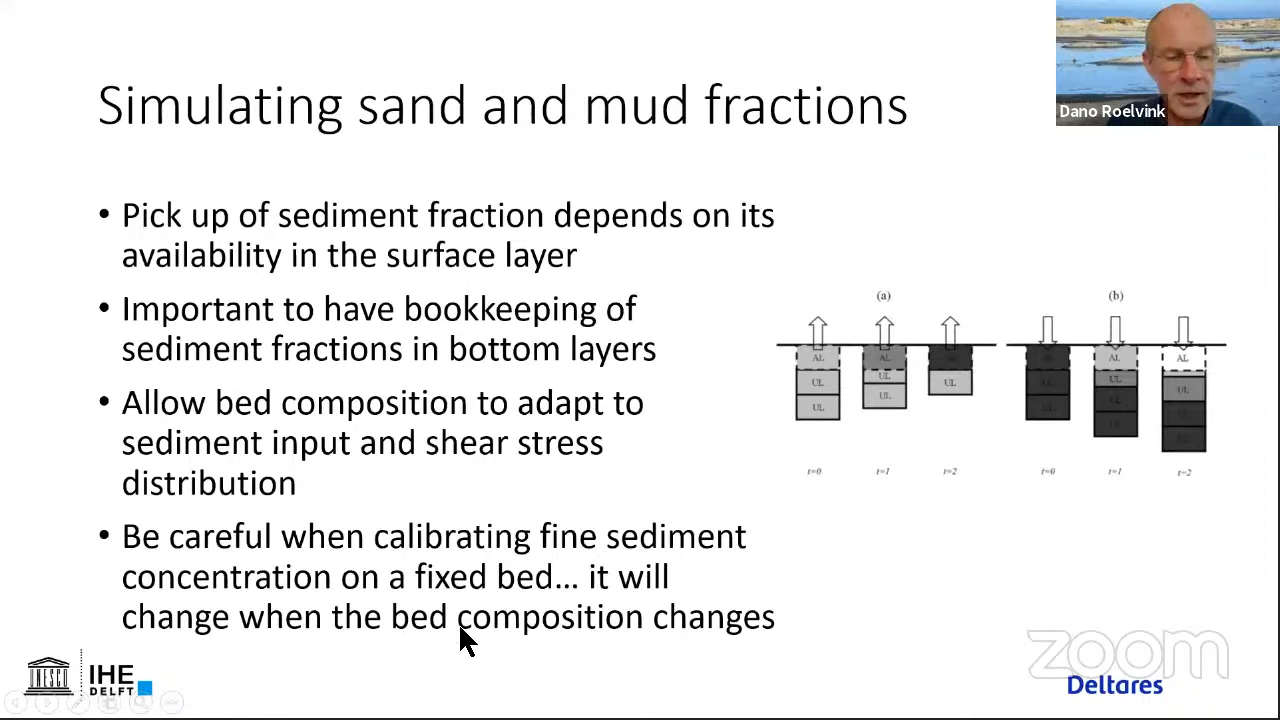 Simulating sand and mud fractions
Dano Roelvink
• Pick up of sediment fraction depends on its
availability in the surface layer
• Important to have bookkeeping of
sediment fractions in bottom layers
• Allow bed composition to adapt to
sediment input and shear stress
distribution
• Be careful when calibrating fine sediment
concentration on a fixed bed... it will
change when the bed composition changes
(a) (b)
AL AL AL AL
UL UL UL UL UL
UL UL UL
t=0 t=1 t=2 t=0 t=1 t=2
zoom
Deltares
UNESCO
IHE
DELFT